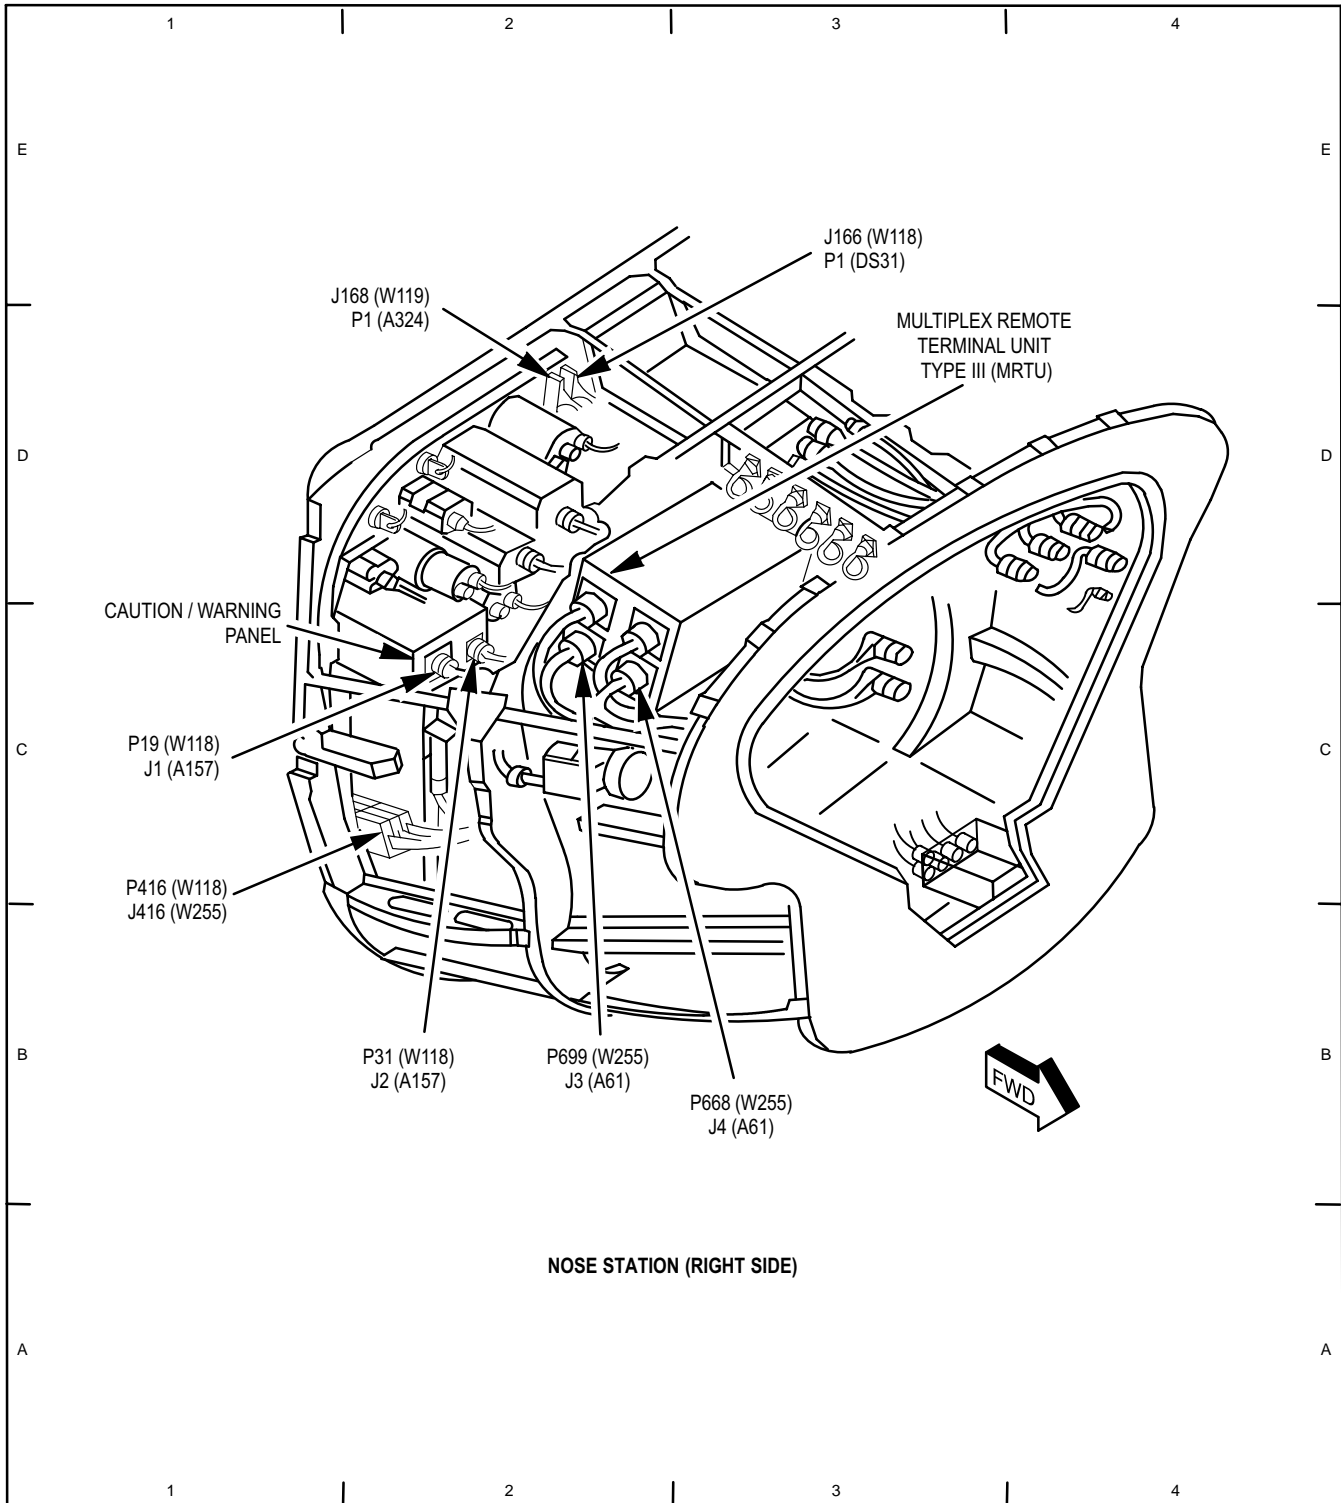 1 2 3 4
E E
J166 (W118)
P1 (DS31)
J168 (W119)
P1 (A324)
MULTIPLEX REMOTE
TERMINAL UNIT
TYPE III (MRTU)
D D
CAUTION / WARNING
PANEL
P19 (W118)
J1 (A157)
C C
P416 (W118)
J416 (W255)
P31 (W118)
J2 (A157)
P699 (W255)
J3 (A61)
P668 (W255)
J4 (A61)
B B
FWD
NOSE STATION (RIGHT SIDE)
A A
1 2 3 4